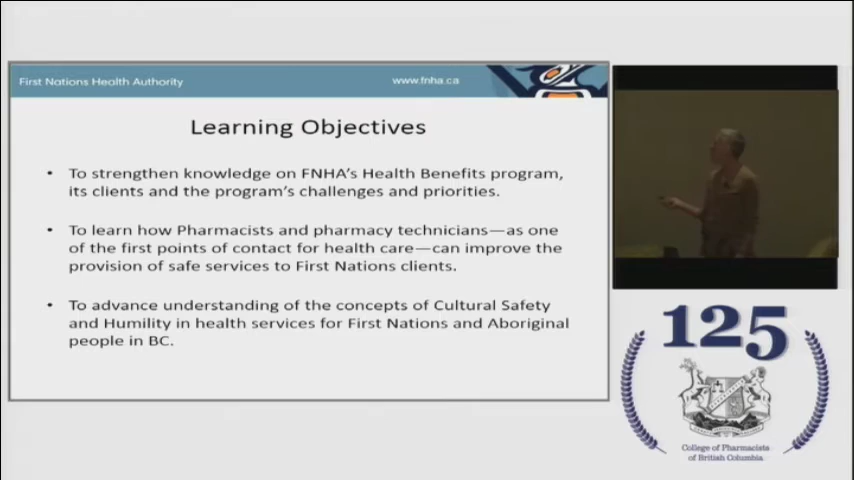 First Nations Health Authority
www.fnha.ca
Learning Objectives
• To strengthen knowledge on FNHA's Health Benefits program,
its clients and the program's challenges and priorities.
• To learn how Pharmacists and pharmacy technicians—as one
of the first points of contact for health care—can improve the
provision of safe services to First Nations clients.
• To advance understanding of the concepts of Cultural Safety
and Humility in health services for First Nations and Aboriginal
people in BC.
125
College of Pharmacists
of British Columbia